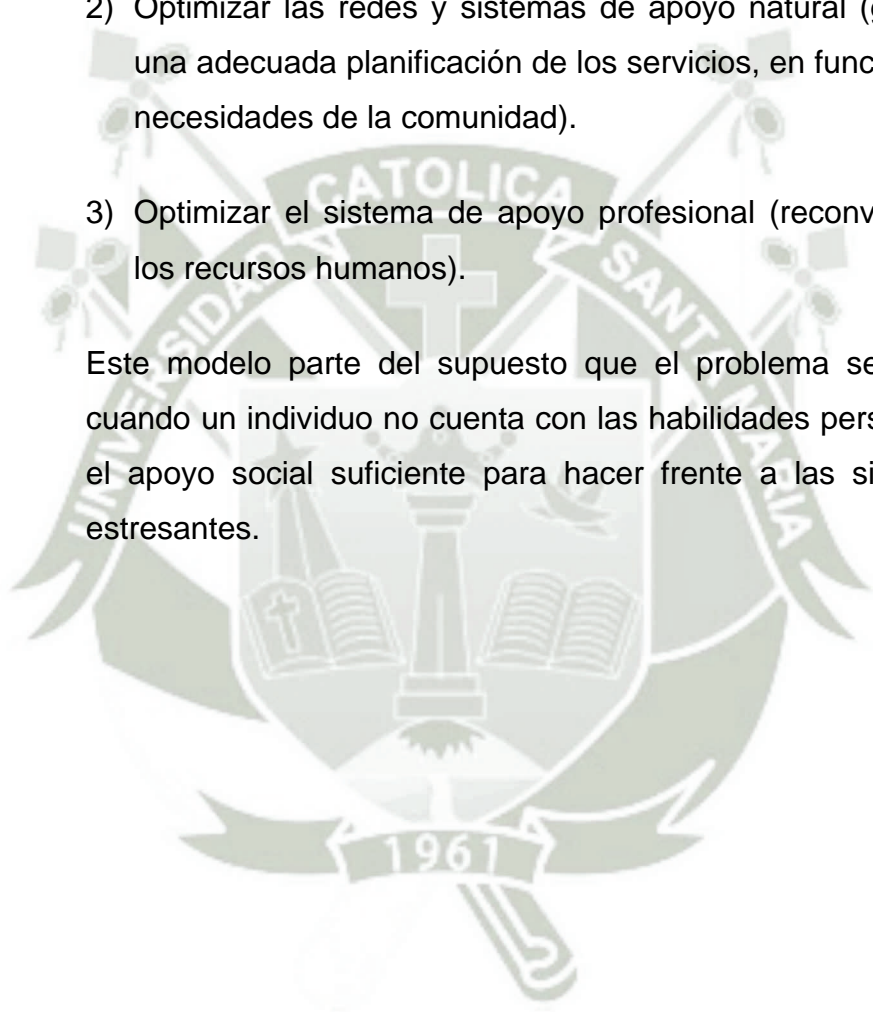 2) Optimizar las redes y sistemas de apoyo natural (
una adecuada planificación de los servicios, en func
necesidades de la comunidad).
3) Optimizar el sistema de apoyo profesional (reconv
los recursos humanos).
Este modelo parte del supuesto que el problema se
cuando un individuo no cuenta con las habilidades pers
el apoyo social suficiente para hacer frente a las si
estresantes.
UNIVERSIDAD CATOLICA SANTA MARIA
1961